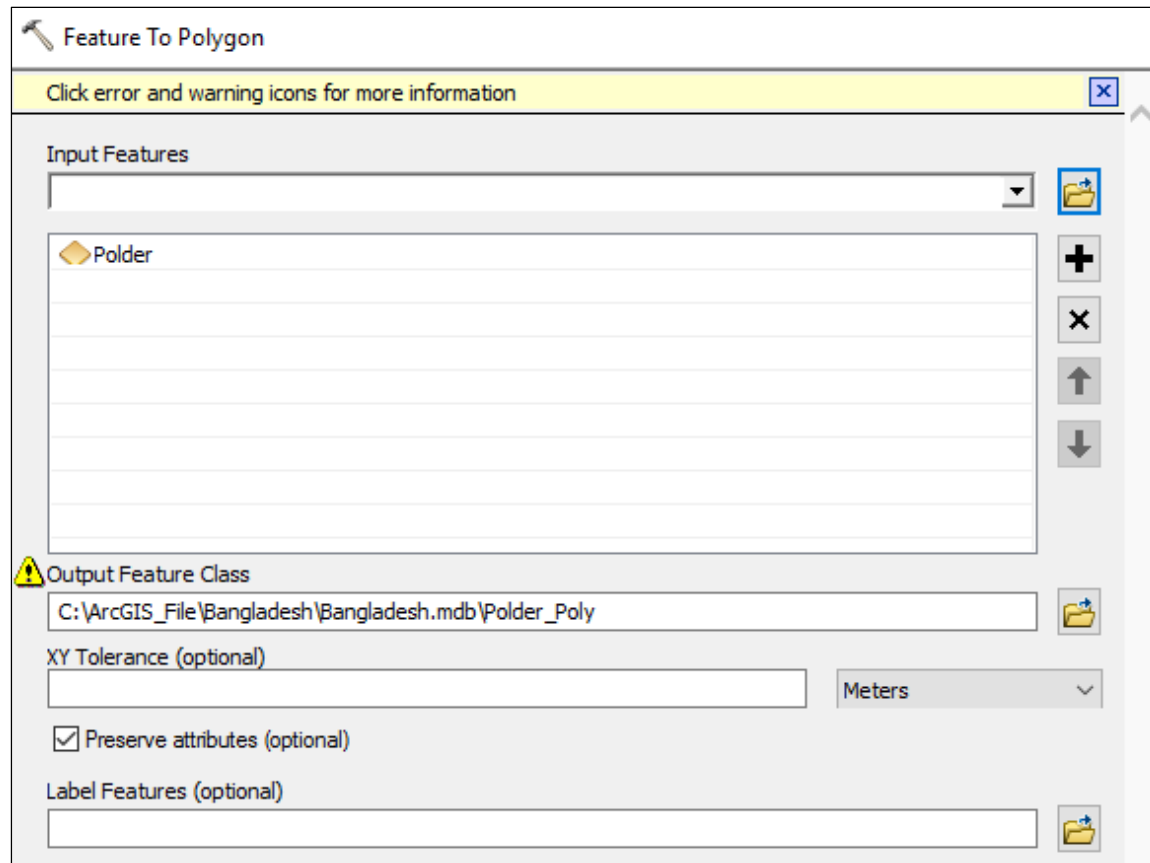 Feature To Polygon
Click error and warning icons for more information
Input Features
Polder
Output Feature Class
C:\ArcGIS_File\Bangladesh\Bangladesh.mdb\Polder_Poly
XY Tolerance (optional)
Meters
Preserve attributes (optional)
Label Features (optional)